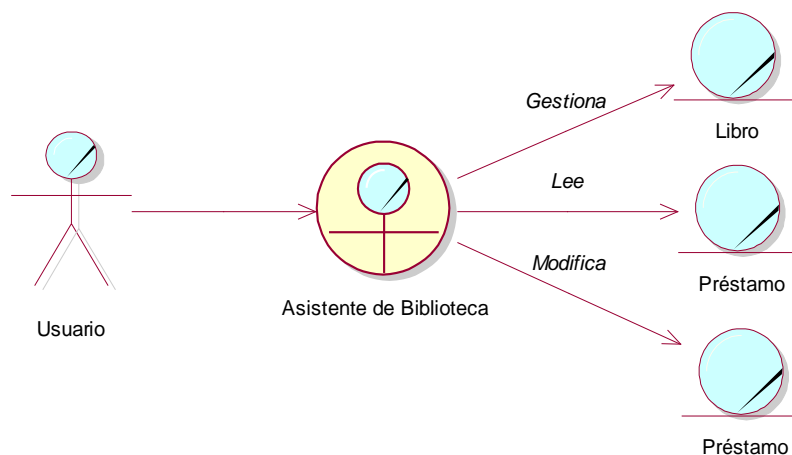 Gestiona
Libro
Lee
Modifica
Préstamo
Asistente de Biblioteca
Usuario
Préstamo